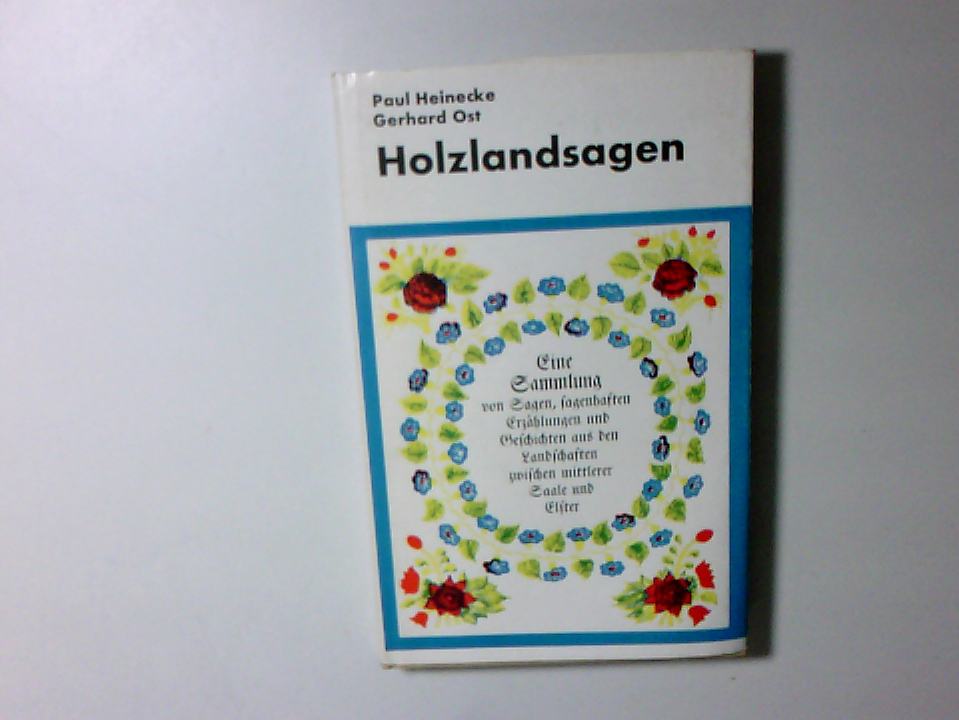 Paul Heinecke
Gerhard Ost
Holzlandsagen
Eine
Sammlung
von Sagen, sagenhaften
Erzählungen und
Geschichten aus den
Landschaften
zwischen mittlerer
Saale und
Elster